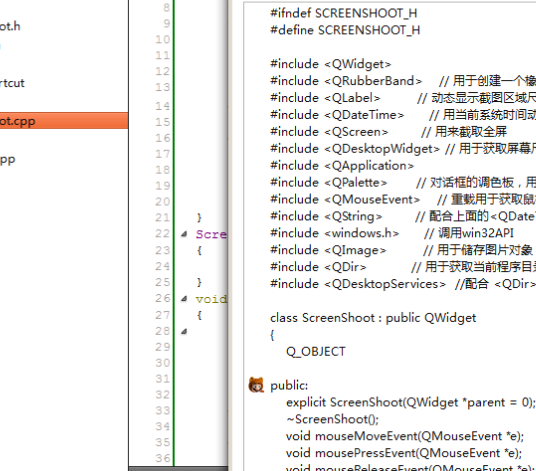 ot.h
rtcut
ot.cpp
pp
8
9
10
11
12
13
14
15
16
17
18
19
20
21 }
22 Scre
23 {
24
25 }
26 void
27 {
28
29
30
31
32
33
34
35
36
#ifndef SCREENSHOOT_H
#define SCREENSHOOT_H
#include <QWidget>
#include <QRubberBand> // 用于创建一个橡
#include <QLabel> // 动态显示截图区域尺
#include <QDateTime> // 用当前系统时间动
#include <QScreen> // 用来截取全屏
#include <QDesktopWidget> // 用于获取屏幕尺
#include <QApplication>
#include <QPalette> // 对话框的调色板，用
#include <QMouseEvent> // 重载用于获取鼠
#include <QString> // 配合上面的<QDate
#include <windows.h> // 调用win32API
#include <QImage> // 用于储存图片对象
#include <QDir> // 用于获取当前程序目录
#include <QDesktopServices> //配合 <QDir>
class ScreenShoot : public QWidget
{
Q_OBJECT
public:
explicit ScreenShoot(QWidget *parent = 0);
~ScreenShoot();
void mouseMoveEvent(QMouseEvent *e);
void mousePressEvent(QMouseEvent *e);
void mouseReleaseEvent(QMouseEvent *e);